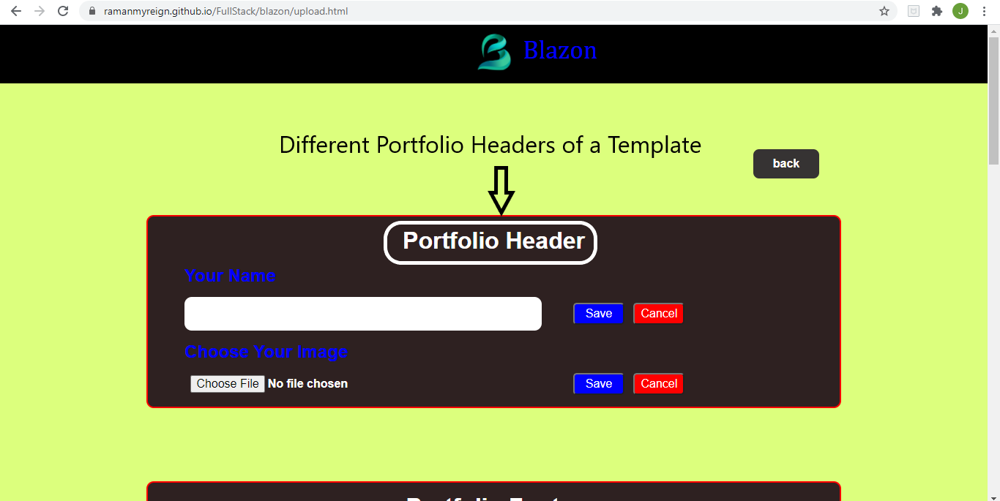 ramanmyreign.github.io/FullStack/blazon/upload.html
J
Blazon
Different Portfolio Headers of a Template
back
Portfolio Header
Your Name
Save Cancel
Choose Your Image
Choose File No file chosen Save Cancel
Portfolio